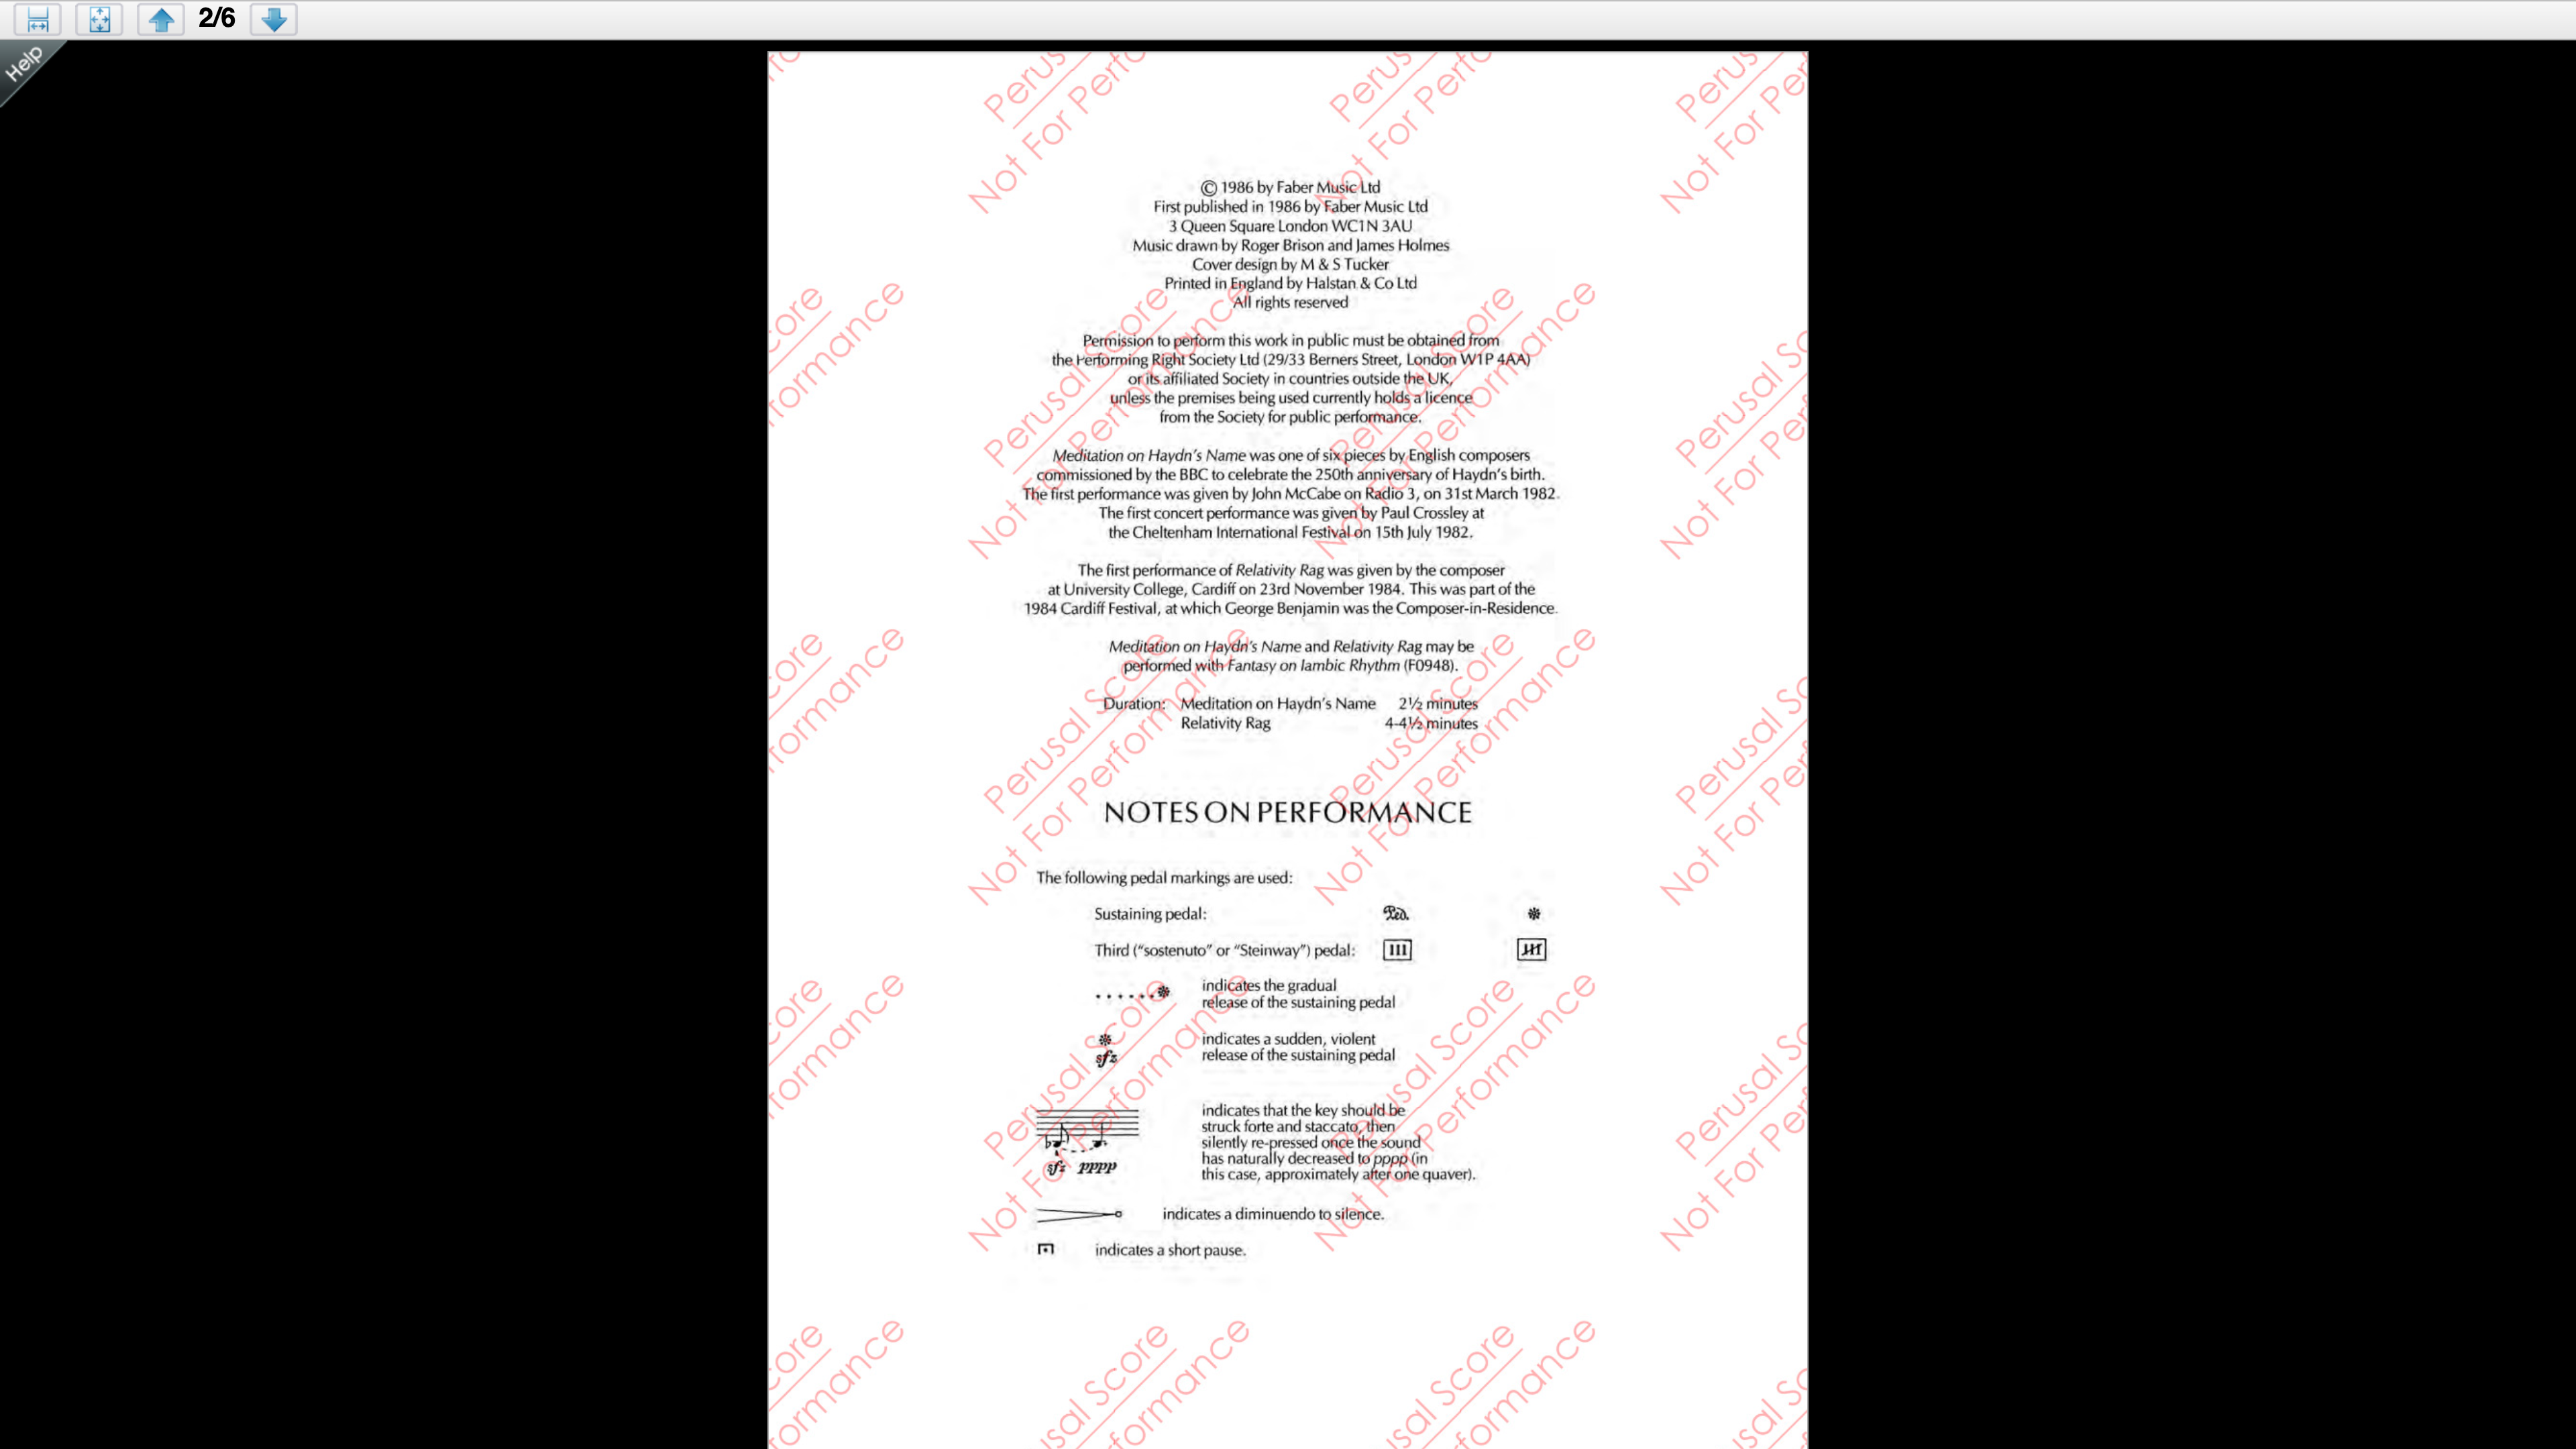 2/6
Help
© 1986 by Faber Music Ltd
First published in 1986 by Faber Music Ltd
3 Queen Square London WC1N 3AU
Music drawn by Roger Brison and James Holmes
Cover design by M & S Tucker
Printed in England by Halstan & Co Ltd
All rights reserved
Permission to perform this work in public must be obtained from
the Performing Right Society Ltd (29/33 Berners Street, London W1P 4AA)
or its affiliated Society in countries outside the UK,
unless the premises being used currently holds a licence
from the Society for public performance.
Meditation on Haydn's Name was one of six pieces by English composers
commissioned by the BBC to celebrate the 250th anniversary of Haydn's birth.
The first performance was given by John McCabe on Radio 3, on 31st March 1982.
The first concert performance was given by Paul Crossley at
the Cheltenham International Festival on 15th July 1982.
The first performance of Relativity Rag was given by the composer
at University College, Cardiff on 23rd November 1984. This was part of the
1984 Cardiff Festival, at which George Benjamin was the Composer-in-Residence.
Meditation on Haydn's Name and Relativity Rag may be
performed with Fantasy on Iambic Rhythm (F0948).
Duration: Meditation on Haydn's Name 2½ minutes
Relativity Rag 4-4½ minutes
NOTES ON PERFORMANCE
The following pedal markings are used:
Sustaining pedal: Ped. *
Third ("sostenuto" or "Steinway") pedal: III III
......* indicates the gradual
release of the sustaining pedal
* indicates a sudden, violent
sfz release of the sustaining pedal
indicates that the key should be
struck forte and staccato, then
silently re-pressed once the sound
has naturally decreased to pppp (in
sfz pppp this case, approximately after one quaver).
indicates a diminuendo to silence.
indicates a short pause.
Perusal Score
Not For Performance